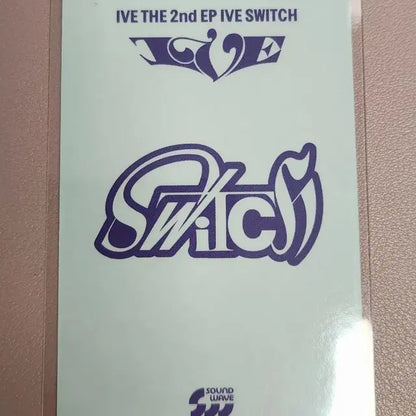 IVE THE 2nd EP IVE SWITCH
IVE
SWiTCH
SOUND
WAVE